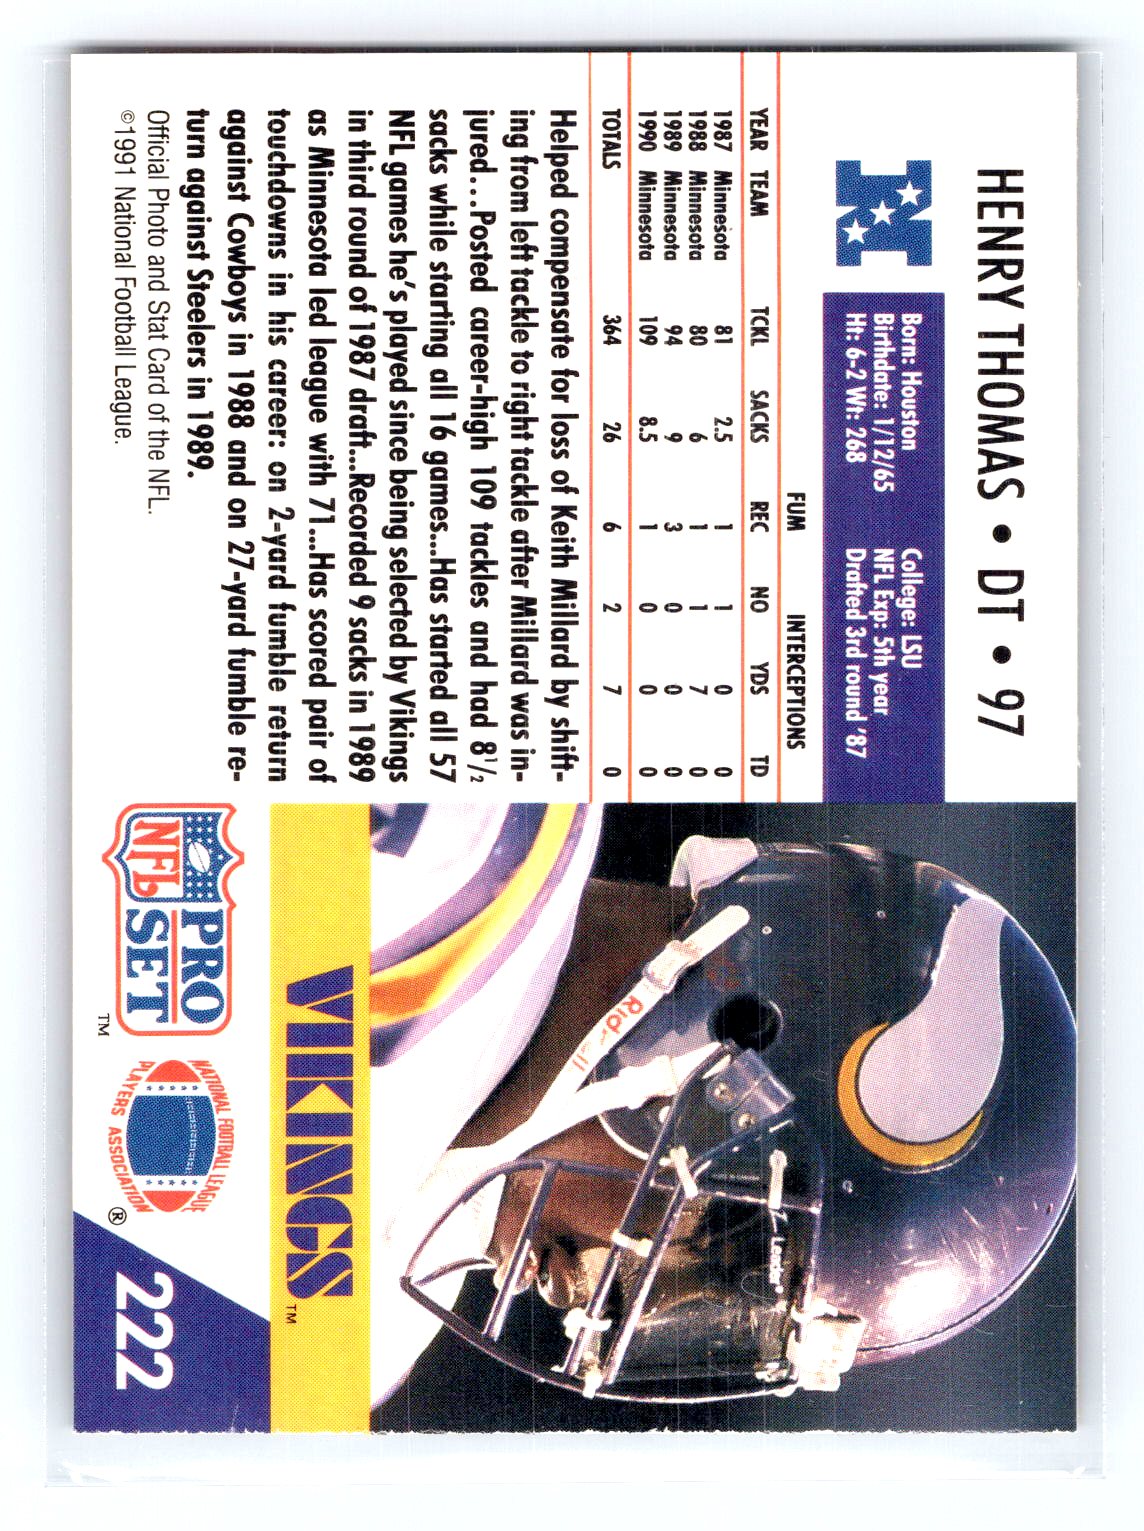 HENRY THOMAS • DT • 97
Born: Houston College: LSU
Birthdate: 1/12/65 NFL Exp: 5th year
Ht: 6-2 Wt: 268 Drafted 3rd round '87
FUM INTERCEPTIONS
YEAR TEAM TCKL SACKS REC NO YDS TD
1987 Minnesota 81 2.5 1 1 0 0
1988 Minnesota 80 6 1 1 7 0
1989 Minnesota 94 9 3 0 0 0
1990 Minnesota 109 8.5 1 0 0 0
TOTALS 364 26 6 2 7 0
Helped compensate for loss of Keith Millard by shift-
ing from left tackle to right tackle after Millard was in-
jured...Posted career-high 109 tackles and had 8½
sacks while starting all 16 games...Has started all 57
NFL games he's played since being selected by Vikings
in third round of 1987 draft...Recorded 9 sacks in 1989
as Minnesota led league with 71...Has scored pair of
touchdowns in his career: on 2-yard fumble return
against Cowboys in 1988 and on 27-yard fumble re-
turn against Steelers in 1989.
Official Photo and Stat Card of the NFL.
©1991 National Football League.
Riddell
Leader
VIKINGS™
NFL
PRO
SET
™
NATIONAL FOOTBALL LEAGUE
PLAYERS ASSOCIATION
®
222